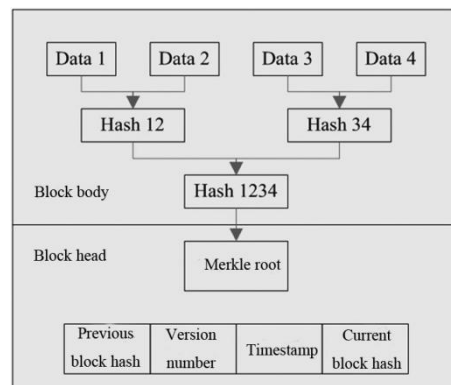 Data 1
Data 2
Data 3
Data 4
Hash 12
Hash 34
Hash 1234
Block body
Block head
Merkle root
Previous
block hash
Version
number
Timestamp
Current
block hash